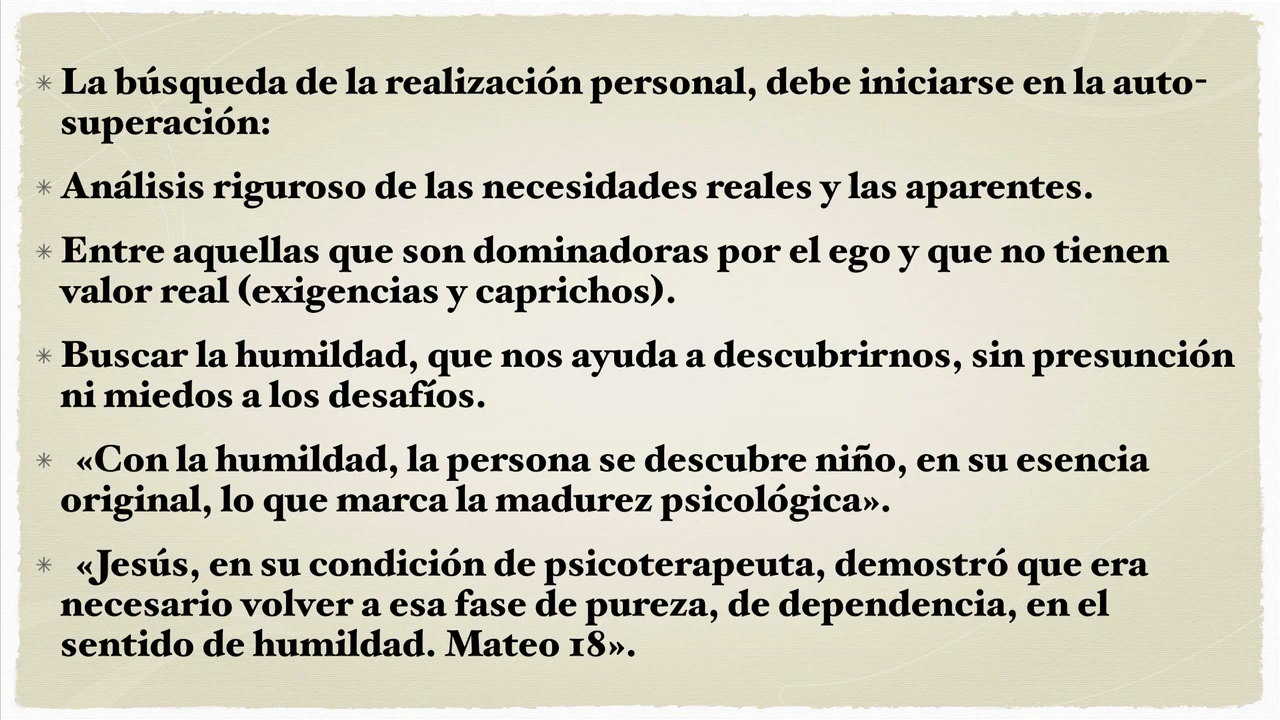 La búsqueda de la realización personal, debe iniciarse en la auto-
superación:
Análisis riguroso de las necesidades reales y las aparentes.
Entre aquellas que son dominadoras por el ego y que no tienen
valor real (exigencias y caprichos).
Buscar la humildad, que nos ayuda a descubrirnos, sin presunción
ni miedos a los desafíos.
«Con la humildad, la persona se descubre niño, en su esencia
original, lo que marca la madurez psicológica».
«Jesús, en su condición de psicoterapeuta, demostró que era
necesario volver a esa fase de pureza, de dependencia, en el
sentido de humildad. Mateo 18».